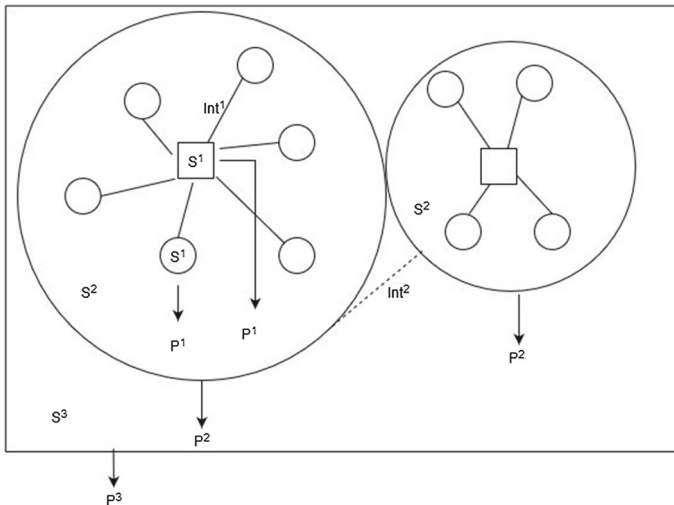 Int¹
S¹
S¹
S²
S²
Int²
P¹
P¹
P²
S³
P²
P³